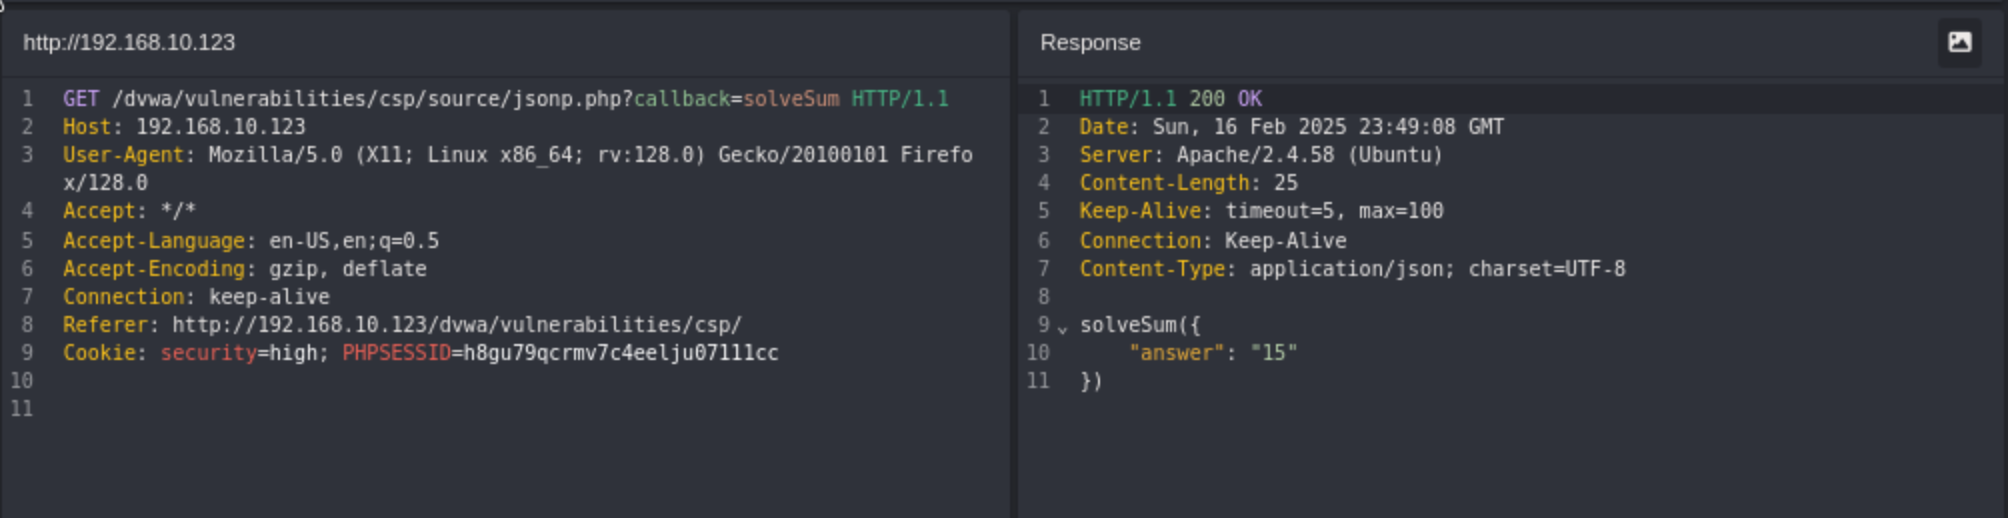 http://192.168.10.123
1 GET /dvwa/vulnerabilities/csp/source/jsonp.php?callback=solveSum HTTP/1.1
2 Host: 192.168.10.123
3 User-Agent: Mozilla/5.0 (X11; Linux x86_64; rv:128.0) Gecko/20100101 Firefo
x/128.0
4 Accept: */*
5 Accept-Language: en-US,en;q=0.5
6 Accept-Encoding: gzip, deflate
7 Connection: keep-alive
8 Referer: http://192.168.10.123/dvwa/vulnerabilities/csp/
9 Cookie: security=high; PHPSESSID=h8gu79qcrmv7c4eelju07111cc
10
11
Response
1 HTTP/1.1 200 OK
2 Date: Sun, 16 Feb 2025 23:49:08 GMT
3 Server: Apache/2.4.58 (Ubuntu)
4 Content-Length: 25
5 Keep-Alive: timeout=5, max=100
6 Connection: Keep-Alive
7 Content-Type: application/json; charset=UTF-8
8
9 solveSum({
10     "answer": "15"
11 })